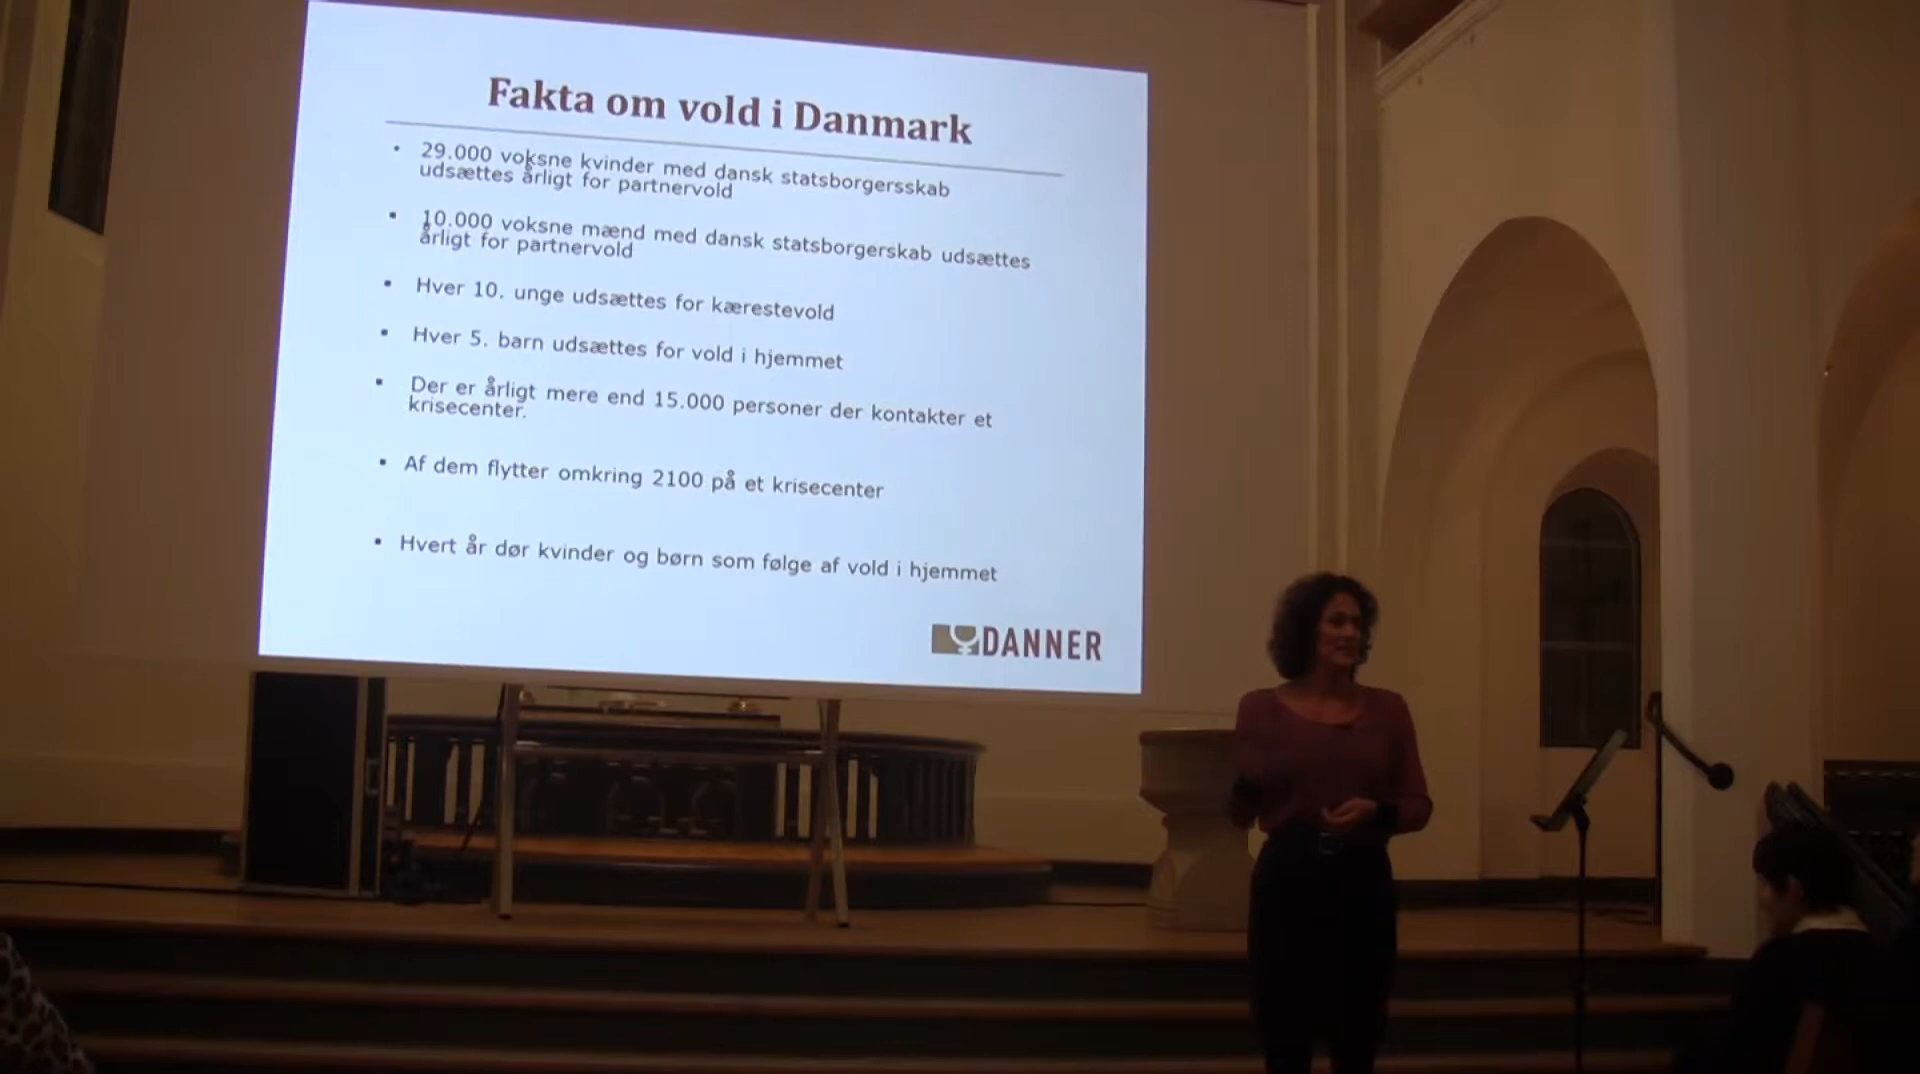 Fakta om vold i Danmark
▪ 29.000 voksne kvinder med dansk statsborgersskab
udsættes årligt for partnervold
▪ 10.000 voksne mænd med dansk statsborgerskab udsættes
årligt for partnervold
▪ Hver 10. unge udsættes for kærestevold
▪ Hver 5. barn udsættes for vold i hjemmet
▪ Der er årligt mere end 15.000 personer der kontakter et
krisecenter.
▪ Af dem flytter omkring 2100 på et krisecenter
▪ Hvert år dør kvinder og børn som følge af vold i hjemmet
DANNER